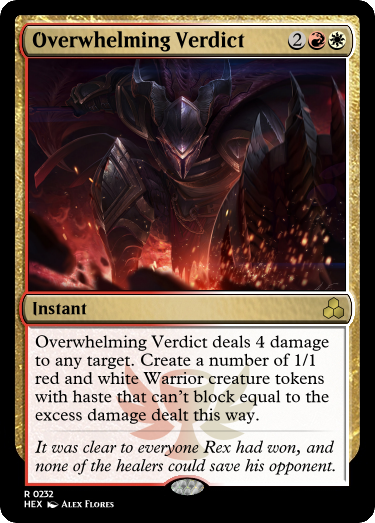 Overwhelming Verdict 2
Instant
Overwhelming Verdict deals 4 damage
to any target. Create a number of 1/1
red and white Warrior creature tokens
with haste that can't block equal to the
excess damage dealt this way.
It was clear to everyone Rex had won, and
none of the healers could save his opponent.
R 0232
HEX Alex Flores